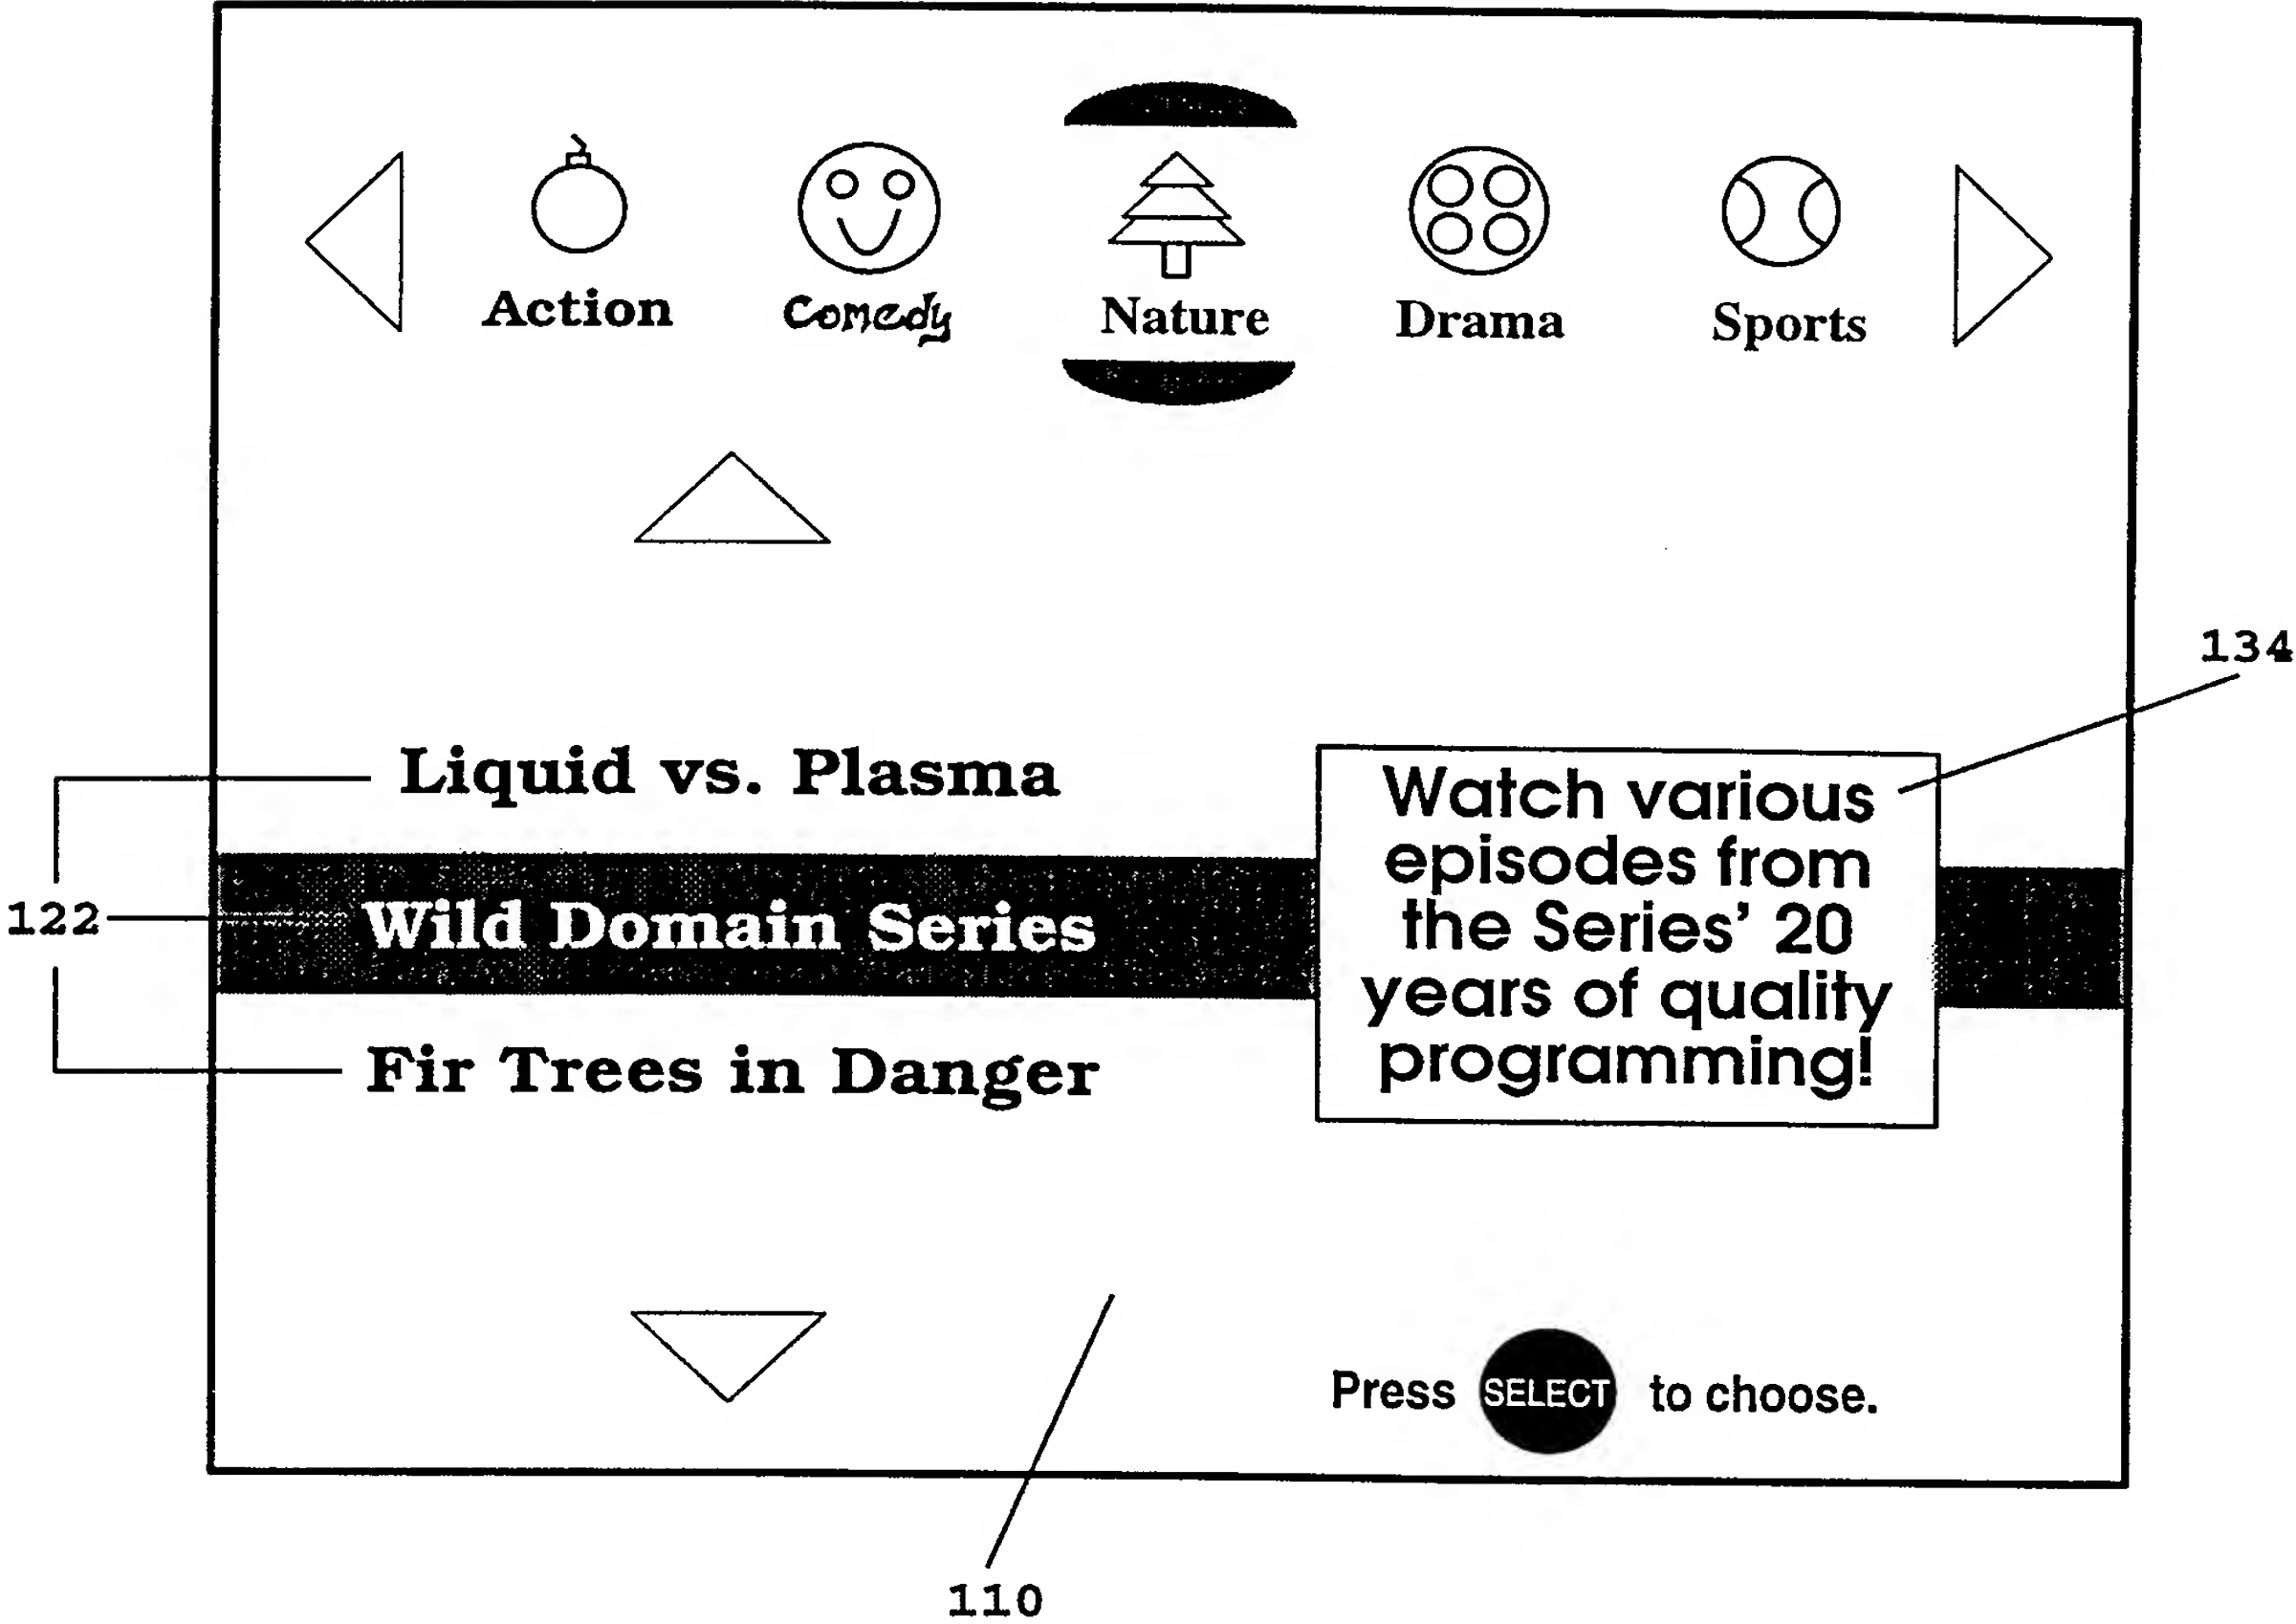 Action Comedy Nature Drama Sports
134
Liquid vs. Plasma
122
Wild Domain Series
Fir Trees in Danger
Watch various
episodes from
the Series' 20
years of quality
programming!
Press SELECT to choose.
110